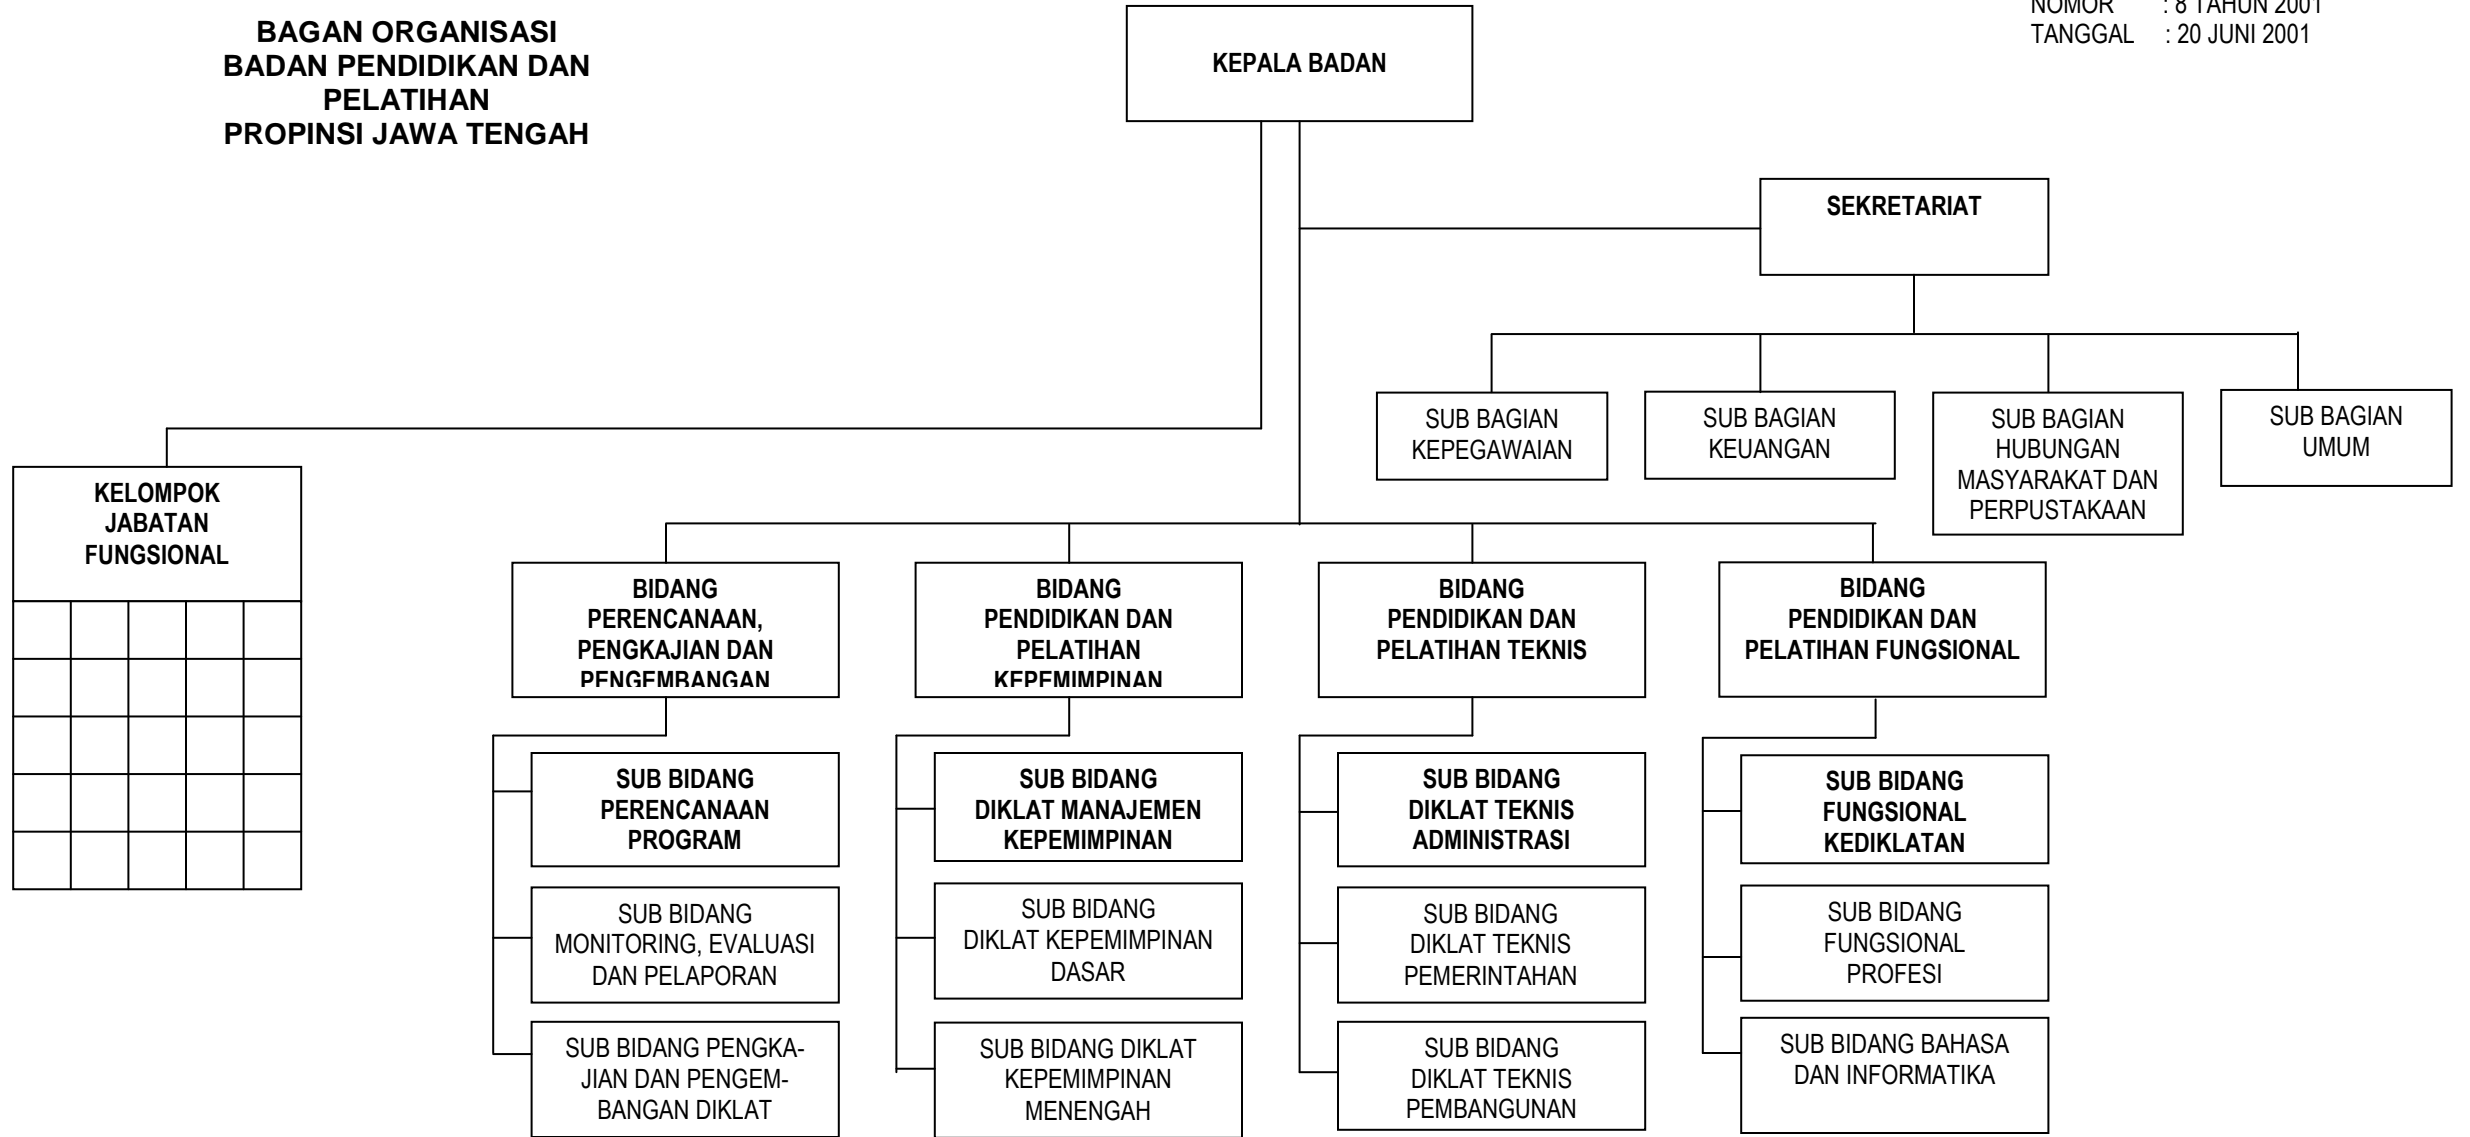 NOMOR : 8 TAHUN 2001
TANGGAL : 20 JUNI 2001
BAGAN ORGANISASI
BADAN PENDIDIKAN DAN
PELATIHAN
PROPINSI JAWA TENGAH
KEPALA BADAN
SEKRETARIAT
SUB BAGIAN
KEPEGAWAIAN
SUB BAGIAN
KEUANGAN
SUB BAGIAN
HUBUNGAN
MASYARAKAT DAN
PERPUSTAKAAN
SUB BAGIAN
UMUM
KELOMPOK
JABATAN
FUNGSIONAL
BIDANG
PERENCANAAN,
PENGKAJIAN DAN
PENGEMBANGAN
BIDANG
PENDIDIKAN DAN
PELATIHAN
KEPEMIMPINAN
BIDANG
PENDIDIKAN DAN
PELATIHAN TEKNIS
BIDANG
PENDIDIKAN DAN
PELATIHAN FUNGSIONAL
SUB BIDANG
PERENCANAAN
PROGRAM
SUB BIDANG
MONITORING, EVALUASI
DAN PELAPORAN
SUB BIDANG PENGKA-
JIAN DAN PENGEM-
BANGAN DIKLAT
SUB BIDANG
DIKLAT MANAJEMEN
KEPEMIMPINAN
SUB BIDANG
DIKLAT KEPEMIMPINAN
DASAR
SUB BIDANG DIKLAT
KEPEMIMPINAN
MENENGAH
SUB BIDANG
DIKLAT TEKNIS
ADMINISTRASI
SUB BIDANG
DIKLAT TEKNIS
PEMERINTAHAN
SUB BIDANG
DIKLAT TEKNIS
PEMBANGUNAN
SUB BIDANG
FUNGSIONAL
KEDIKLATAN
SUB BIDANG
FUNGSIONAL
PROFESI
SUB BIDANG BAHASA
DAN INFORMATIKA